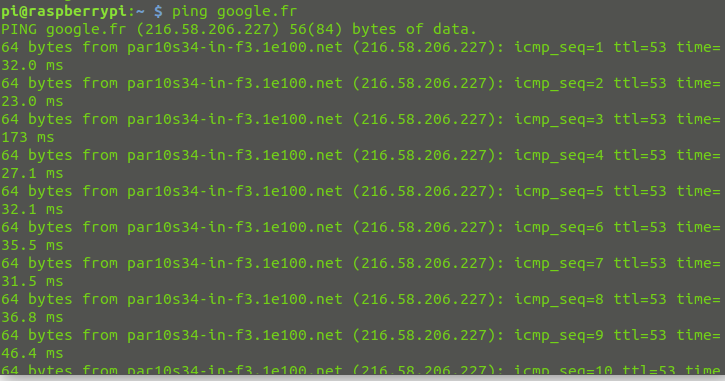 pi@raspberrypi:~ $ ping google.fr
PING google.fr (216.58.206.227) 56(84) bytes of data.
64 bytes from par10s34-in-f3.1e100.net (216.58.206.227): icmp_seq=1 ttl=53 time=
32.0 ms
64 bytes from par10s34-in-f3.1e100.net (216.58.206.227): icmp_seq=2 ttl=53 time=
23.0 ms
64 bytes from par10s34-in-f3.1e100.net (216.58.206.227): icmp_seq=3 ttl=53 time=
173 ms
64 bytes from par10s34-in-f3.1e100.net (216.58.206.227): icmp_seq=4 ttl=53 time=
27.1 ms
64 bytes from par10s34-in-f3.1e100.net (216.58.206.227): icmp_seq=5 ttl=53 time=
32.1 ms
64 bytes from par10s34-in-f3.1e100.net (216.58.206.227): icmp_seq=6 ttl=53 time=
35.5 ms
64 bytes from par10s34-in-f3.1e100.net (216.58.206.227): icmp_seq=7 ttl=53 time=
31.5 ms
64 bytes from par10s34-in-f3.1e100.net (216.58.206.227): icmp_seq=8 ttl=53 time=
36.8 ms
64 bytes from par10s34-in-f3.1e100.net (216.58.206.227): icmp_seq=9 ttl=53 time=
46.4 ms
64 bytes from par10s34-in-f3.1e100.net (216.58.206.227): icmp_seq=10 ttl=53 time